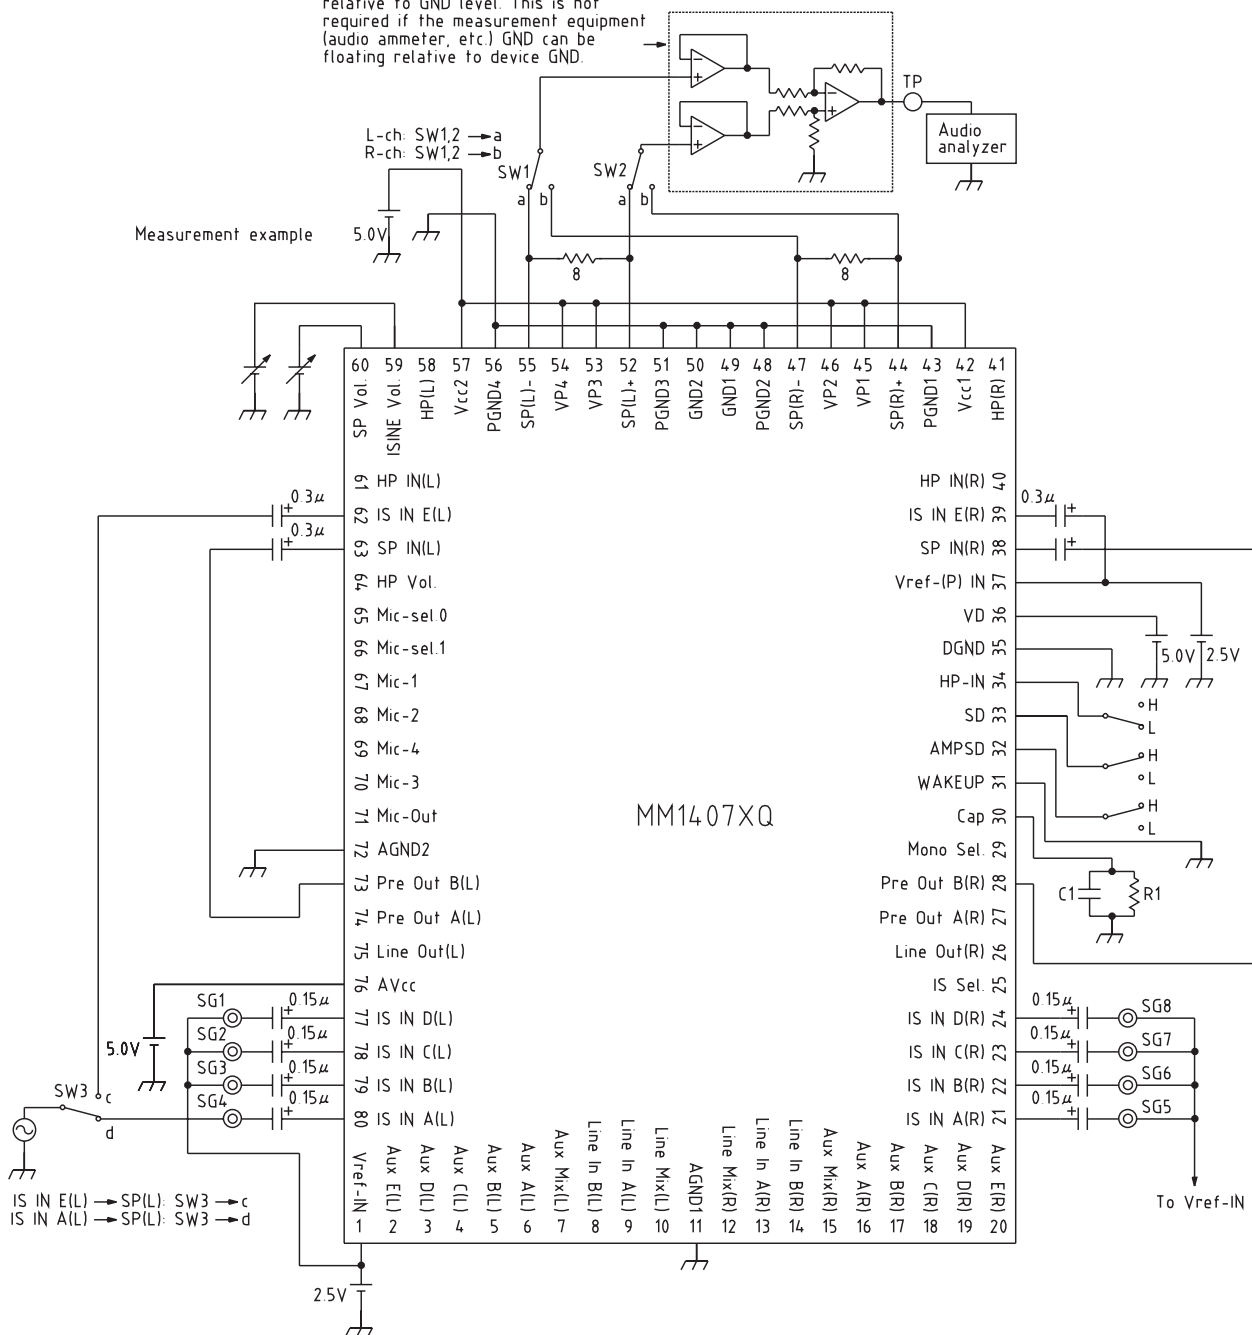 relative to GND level. This is not
required if the measurement equipment
(audio ammeter, etc.) GND can be
floating relative to device GND.
TP
Audio
analyzer
L-ch: SW1,2 → a
R-ch: SW1,2 → b
SW1
SW2
a
b
a
b
Measurement example
5.0V
8
8
60 59 58 57 56 55 54 53 52 51 50 49 48 47 46 45 44 43 42 41
SP Vol.
ISINE Vol.
HP(L)
Vcc2
PGND4
SP(L)-
VP4
VP3
SP(L)+
PGND3
GND2
GND1
PGND2
SP(R)-
VP2
VP1
SP(R)+
PGND1
Vcc1
HP(R)
61 HP IN(L)
0.3μ
+
62 IS IN E(L)
0.3μ
+
63 SP IN(L)
64 HP Vol.
65 Mic-sel.0
66 Mic-sel.1
67 Mic-1
68 Mic-2
69 Mic-4
70 Mic-3
71 Mic-Out
72 AGND2
73 Pre Out B(L)
74 Pre Out A(L)
75 Line Out(L)
76 AVcc
5.0V
SG1
0.15μ
+
77 IS IN D(L)
SG2
0.15μ
+
78 IS IN C(L)
SG3
0.15μ
+
79 IS IN B(L)
SG4
0.15μ
+
80 IS IN A(L)
SW3
c
d
IS IN E(L) → SP(L): SW3 → c
IS IN A(L) → SP(L): SW3 → d
MM1407XQ
HP IN(R) 40
IS IN E(R) 39
0.3μ
+
SP IN(R) 38
+
Vref-(P) IN 37
VD 36
5.0V
2.5V
DGND 35
HP-IN 34
H
L
SD 33
H
L
AMPSD 32
H
L
WAKEUP 31
Cap 30
Mono Sel. 29
C1
R1
Pre Out B(R) 28
Pre Out A(R) 27
Line Out(R) 26
IS Sel. 25
IS IN D(R) 24
0.15μ
+
SG8
IS IN C(R) 23
0.15μ
+
SG7
IS IN B(R) 22
0.15μ
+
SG6
IS IN A(R) 21
0.15μ
+
SG5
To Vref-IN
Vref-IN
Aux E(L)
Aux D(L)
Aux C(L)
Aux B(L)
Aux A(L)
Aux Mix(L)
Line In B(L)
Line In A(L)
Line Mix(L)
AGND1
Line Mix(R)
Line In A(R)
Line In B(R)
Aux Mix(R)
Aux A(R)
Aux B(R)
Aux C(R)
Aux D(R)
Aux E(R)
1 2 3 4 5 6 7 8 9 10 11 12 13 14 15 16 17 18 19 20
2.5V